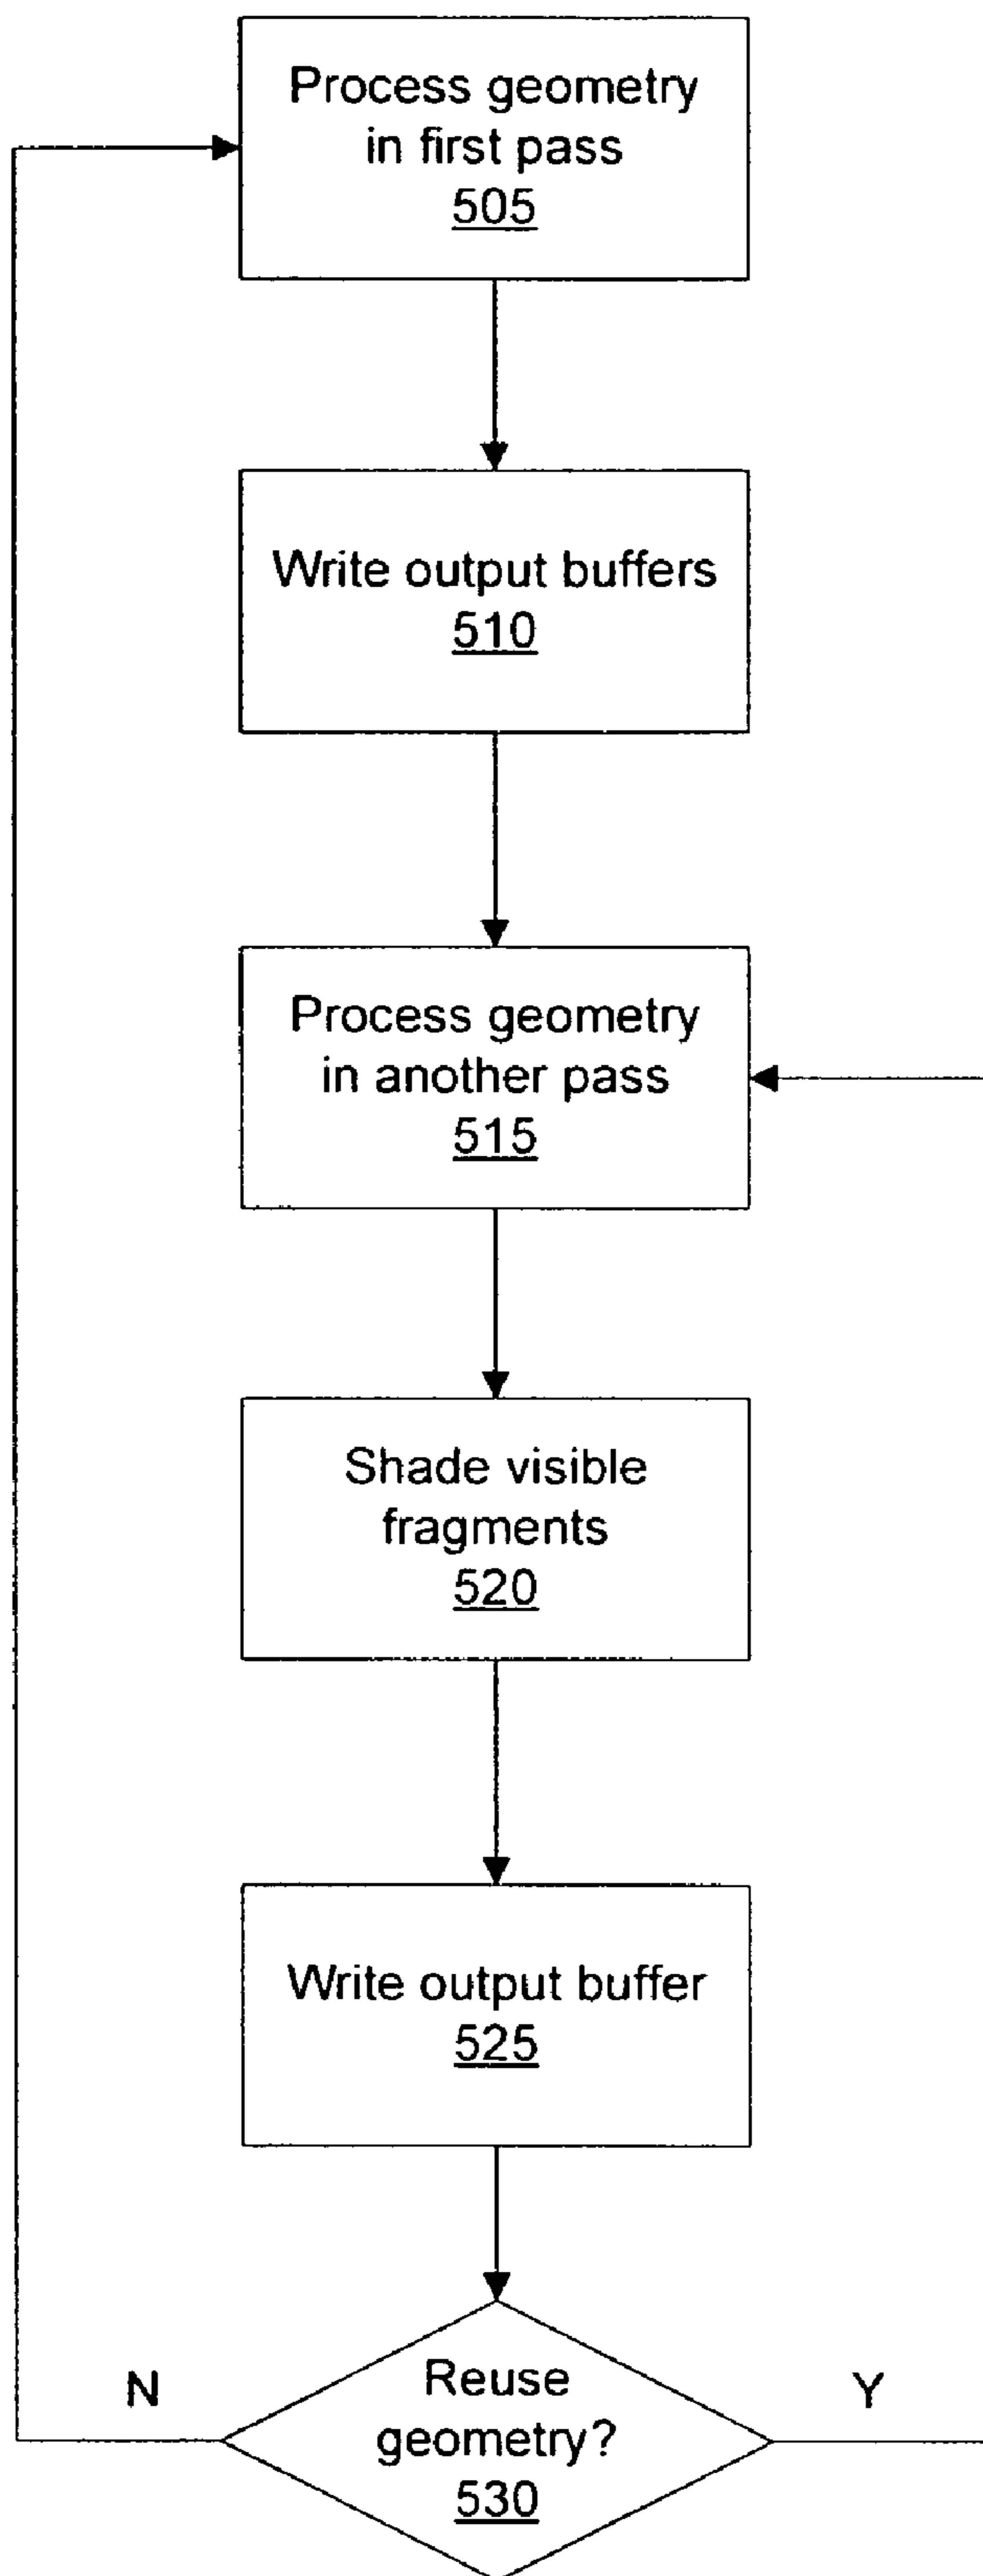 Process geometry
in first pass
505
Write output buffers
510
Process geometry
in another pass
515
Shade visible
fragments
520
Write output buffer
525
N
Reuse
geometry?
530
Y